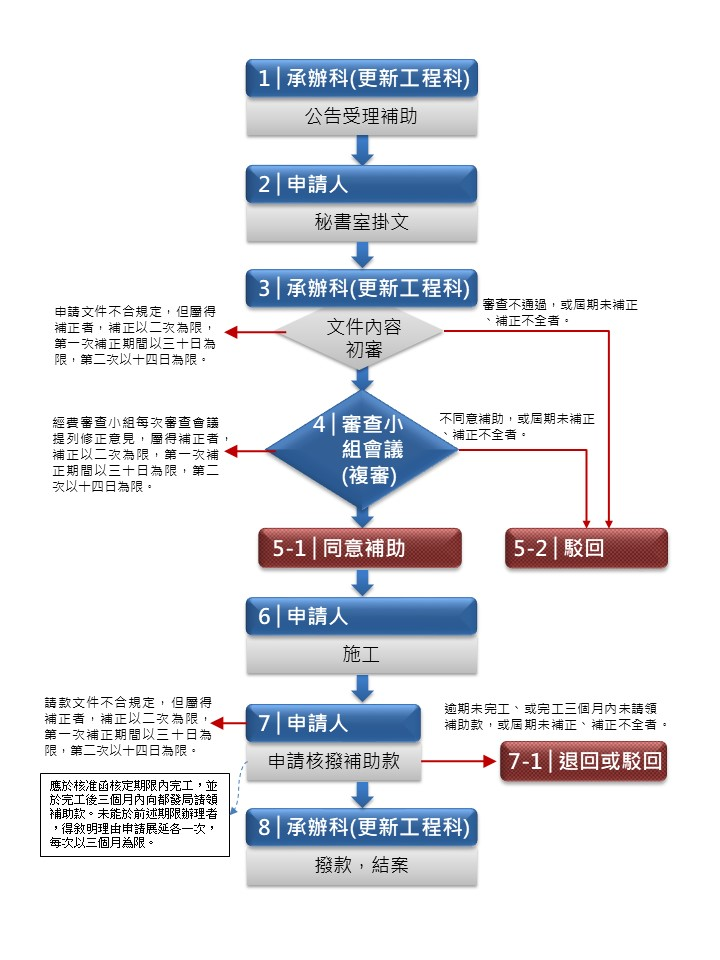 1│承辦科(更新工程科)
公告受理補助
2│申請人
秘書室掛文
3│承辦科(更新工程科)
文件內容
初審
申請文件不合規定，但屬得
補正者，補正以二次為限，
第一次補正期間以三十日為
限，第二次以十四日為限。
審查不通過，或屆期未補正
、補正不全者。
4│審查小
組會議
(複審)
經費審查小組每次審查會議
提列修正意見，屬得補正者，
補正以二次為限，第一次補
正期間以三十日為限，第二
次以十四日為限。
不同意補助，或屆期未補正
、補正不全者。
5-1│同意補助
5-2│駁回
6│申請人
施工
7│申請人
申請核撥補助款
請款文件不合規定，但屬得
補正者，補正以二次為限，
第一次補正期間以三十日為
限，第二次以十四日為限。
逾期未完工、或完工三個月內未請領
補助款，或屆期未補正、補正不全者。
7-1│退回或駁回
應於核准函核定期限內完工，並
於完工後三個月內向都發局請領
補助款。未能於前述期限辦理者
，得敘明理由申請展延各一次，
每次以三個月為限。
8│承辦科(更新工程科)
撥款，結案